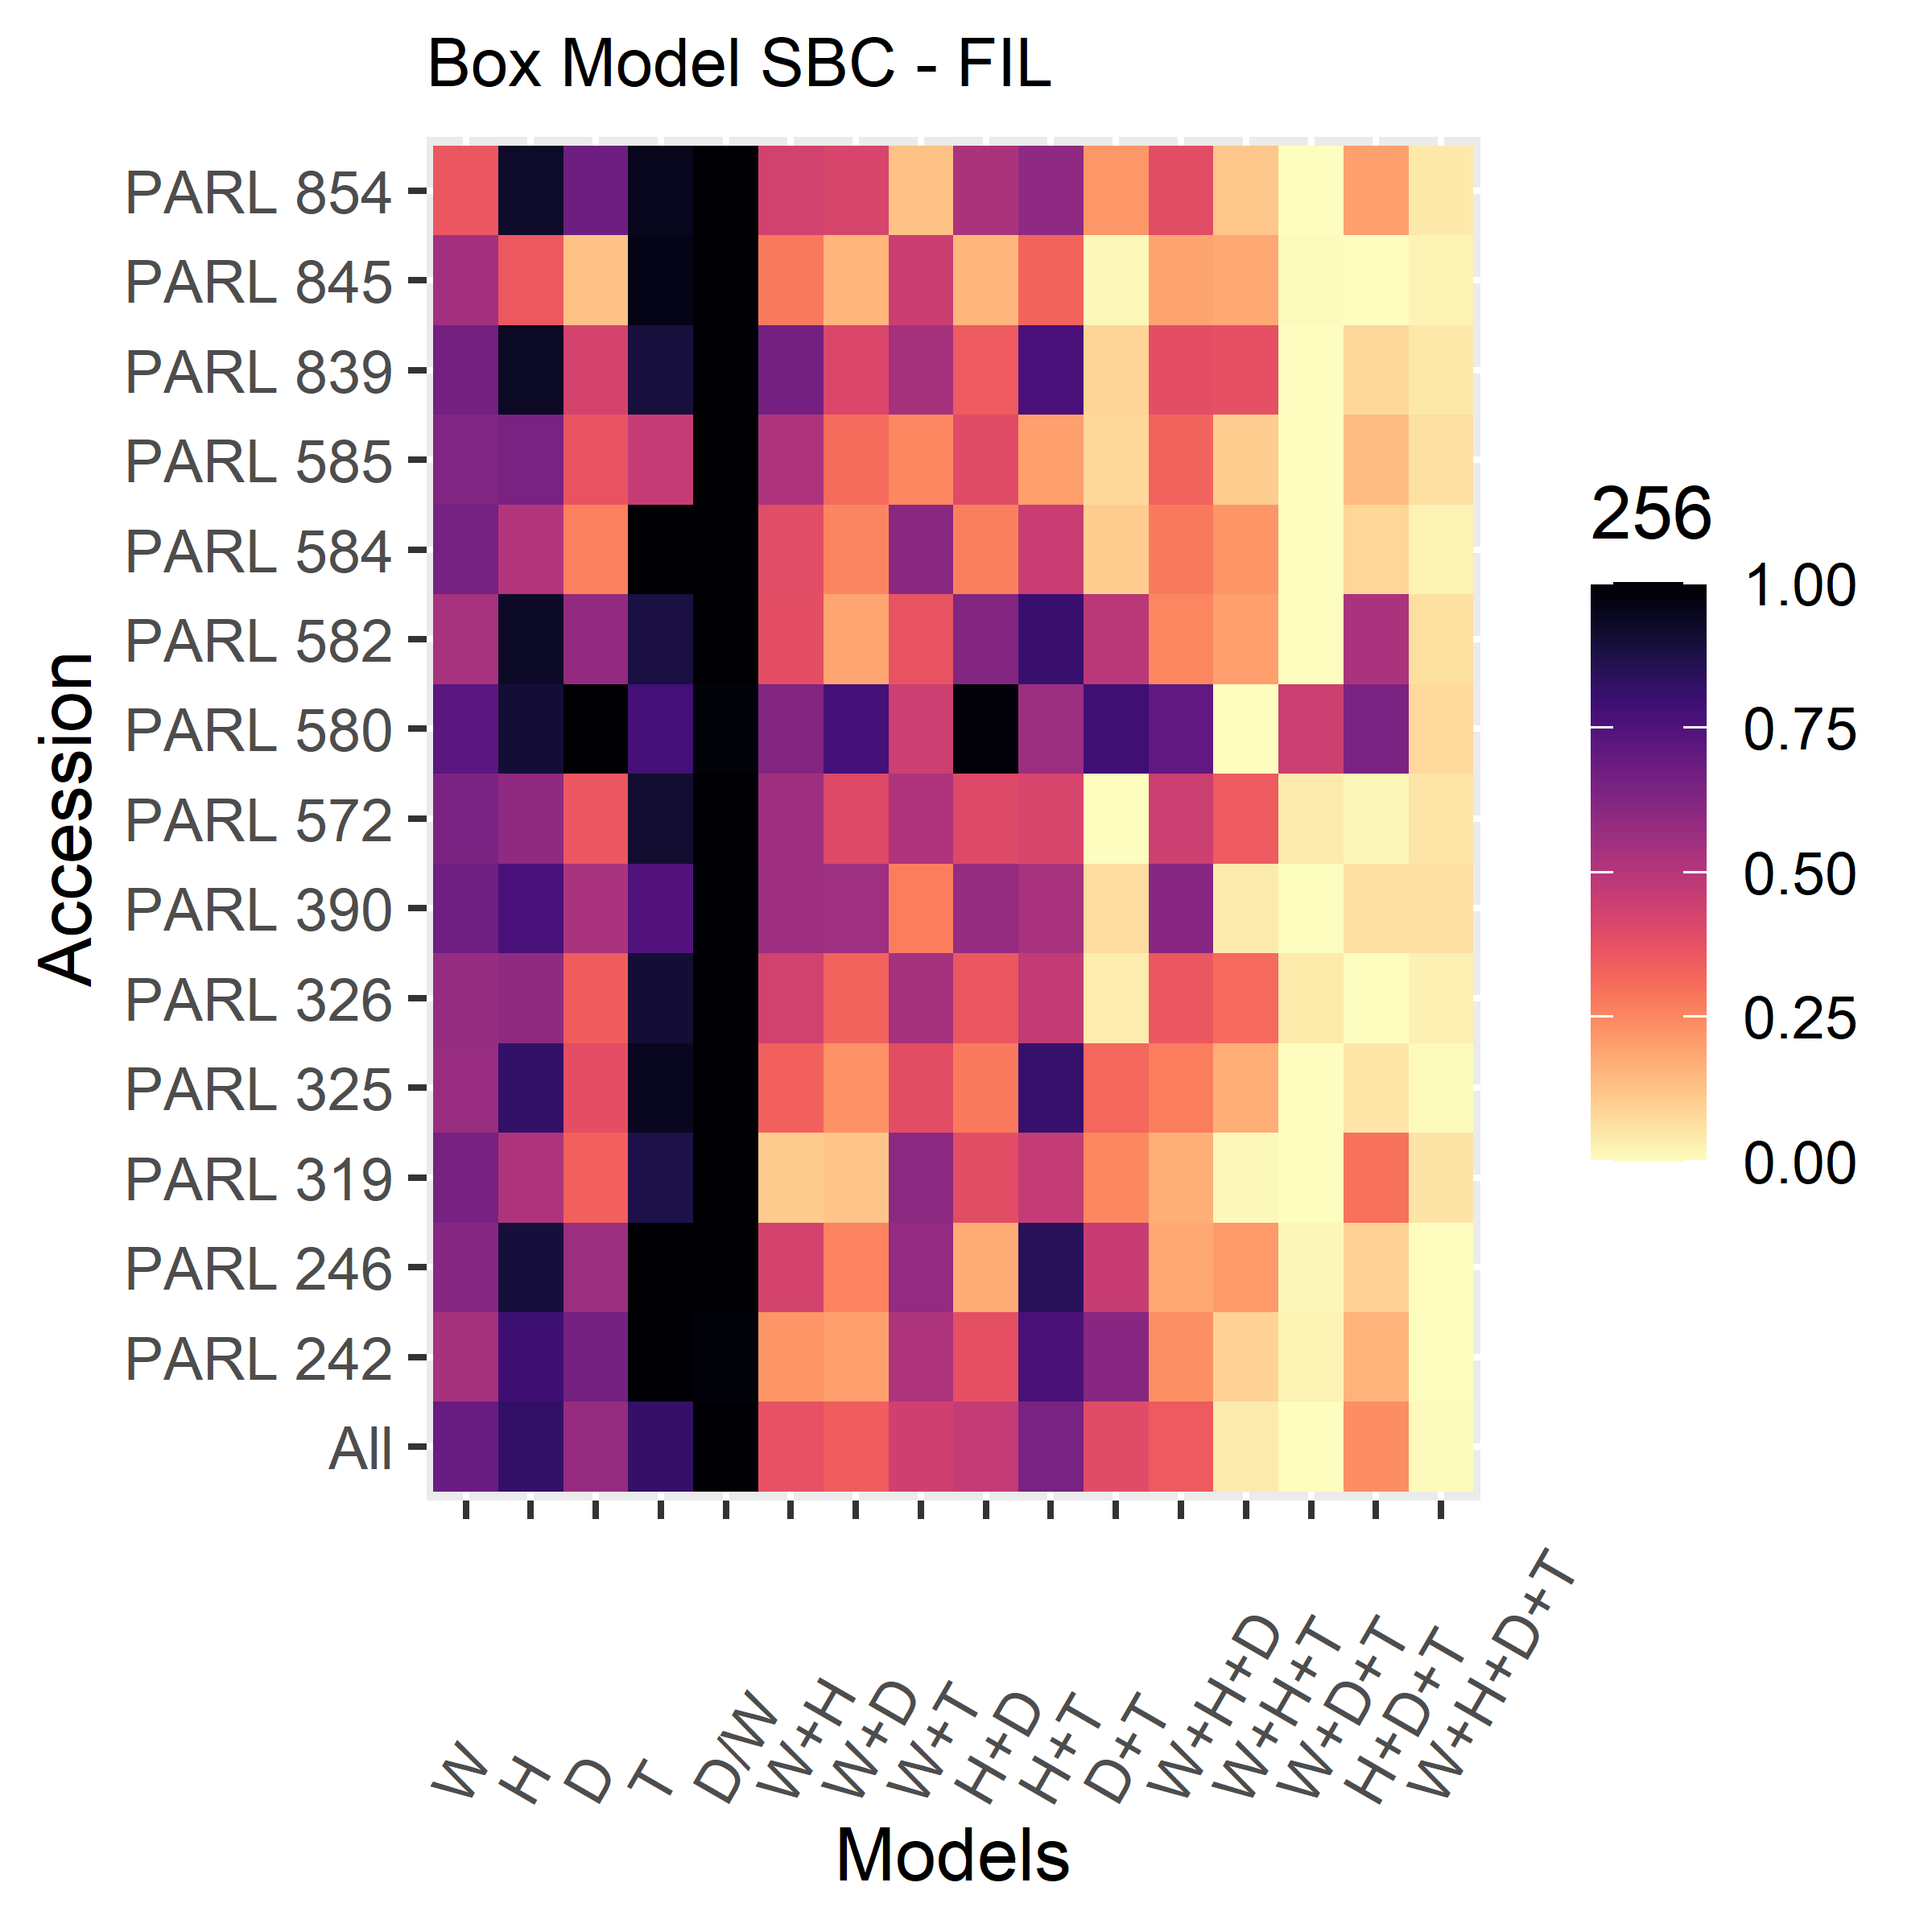 Box Model SBC - FIL
Accession
PARL 854
PARL 845
PARL 839
PARL 585
PARL 584
PARL 582
PARL 580
PARL 572
PARL 390
PARL 326
PARL 325
PARL 319
PARL 246
PARL 242
All
W
H
D
T
D/W
W+H
W+D
W+T
H+D
H+T
D+T
W+H+D
W+H+T
W+D+T
H+D+T
W+H+D+T
Models
256
1.00
0.75
0.50
0.25
0.00